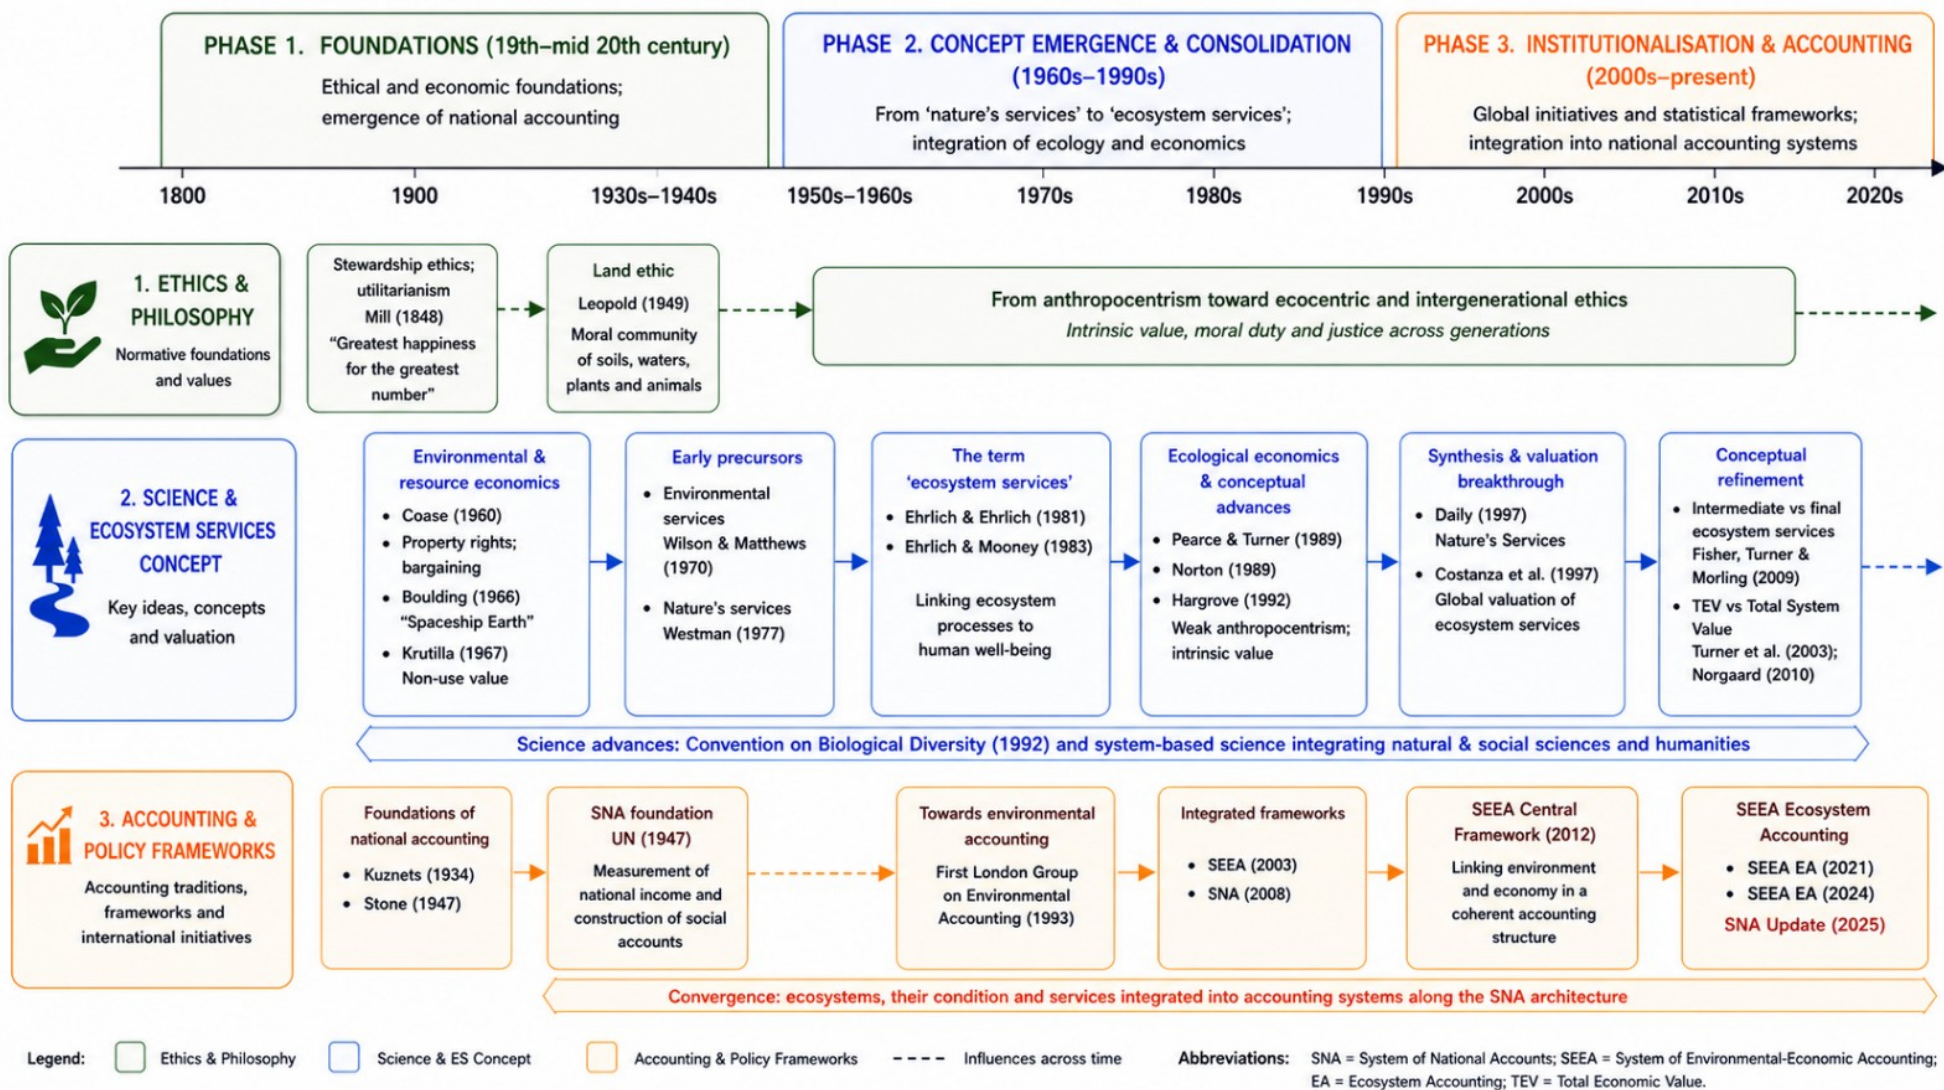 PHASE 1. FOUNDATIONS (19th–mid 20th century)
Ethical and economic foundations;
emergence of national accounting
PHASE 2. CONCEPT EMERGENCE & CONSOLIDATION
(1960s–1990s)
From ‘nature’s services’ to ‘ecosystem services’;
integration of ecology and economics
PHASE 3. INSTITUTIONALISATION & ACCOUNTING
(2000s–present)
Global initiatives and statistical frameworks;
integration into national accounting systems
1800 1900 1930s–1940s 1950s–1960s 1970s 1980s 1990s 2000s 2010s 2020s
1. ETHICS &
PHILOSOPHY
Normative foundations
and values
Stewardship ethics;
utilitarianism
Mill (1848)
“Greatest happiness
for the greatest
number”
Land ethic
Leopold (1949)
Moral community
of soils, waters,
plants and animals
From anthropocentrism toward ecocentric and intergenerational ethics
Intrinsic value, moral duty and justice across generations
2. SCIENCE &
ECOSYSTEM SERVICES
CONCEPT
Key ideas, concepts
and valuation
Environmental &
resource economics
• Coase (1960)
• Property rights;
bargaining
• Boulding (1966)
“Spaceship Earth”
• Krutilla (1967)
Non-use value
Early precursors
• Environmental
services
Wilson & Matthews
(1970)
• Nature’s services
Westman (1977)
The term
‘ecosystem services’
• Ehrlich & Ehrlich (1981)
• Ehrlich & Mooney (1983)
Linking ecosystem
processes to
human well-being
Ecological economics
& conceptual
advances
• Pearce & Turner (1989)
• Norton (1989)
• Hargrove (1992)
Weak anthropocentrism;
intrinsic value
Synthesis & valuation
breakthrough
• Daily (1997)
Nature’s Services
• Costanza et al. (1997)
Global valuation of
ecosystem services
Conceptual
refinement
• Intermediate vs final
ecosystem services
Fisher, Turner &
Morling (2009)
• TEV vs Total System
Value
Turner et al. (2003);
Norgaard (2010)
Science advances: Convention on Biological Diversity (1992) and system-based science integrating natural & social sciences and humanities
3. ACCOUNTING &
POLICY FRAMEWORKS
Accounting traditions,
frameworks and
international initiatives
Foundations of
national accounting
• Kuznets (1934)
• Stone (1947)
SNA foundation
UN (1947)
Measurement of
national income and
construction of social
accounts
Towards environmental
accounting
First London Group
on Environmental
Accounting (1993)
Integrated frameworks
• SEEA (2003)
• SNA (2008)
SEEA Central
Framework (2012)
Linking environment
and economy in a
coherent accounting
structure
SEEA Ecosystem
Accounting
• SEEA EA (2021)
• SEEA EA (2024)
SNA Update (2025)
Convergence: ecosystems, their condition and services integrated into accounting systems along the SNA architecture
Legend: Ethics & Philosophy Science & ES Concept Accounting & Policy Frameworks Influences across time
Abbreviations: SNA = System of National Accounts; SEEA = System of Environmental-Economic Accounting;
EA = Ecosystem Accounting; TEV = Total Economic Value.